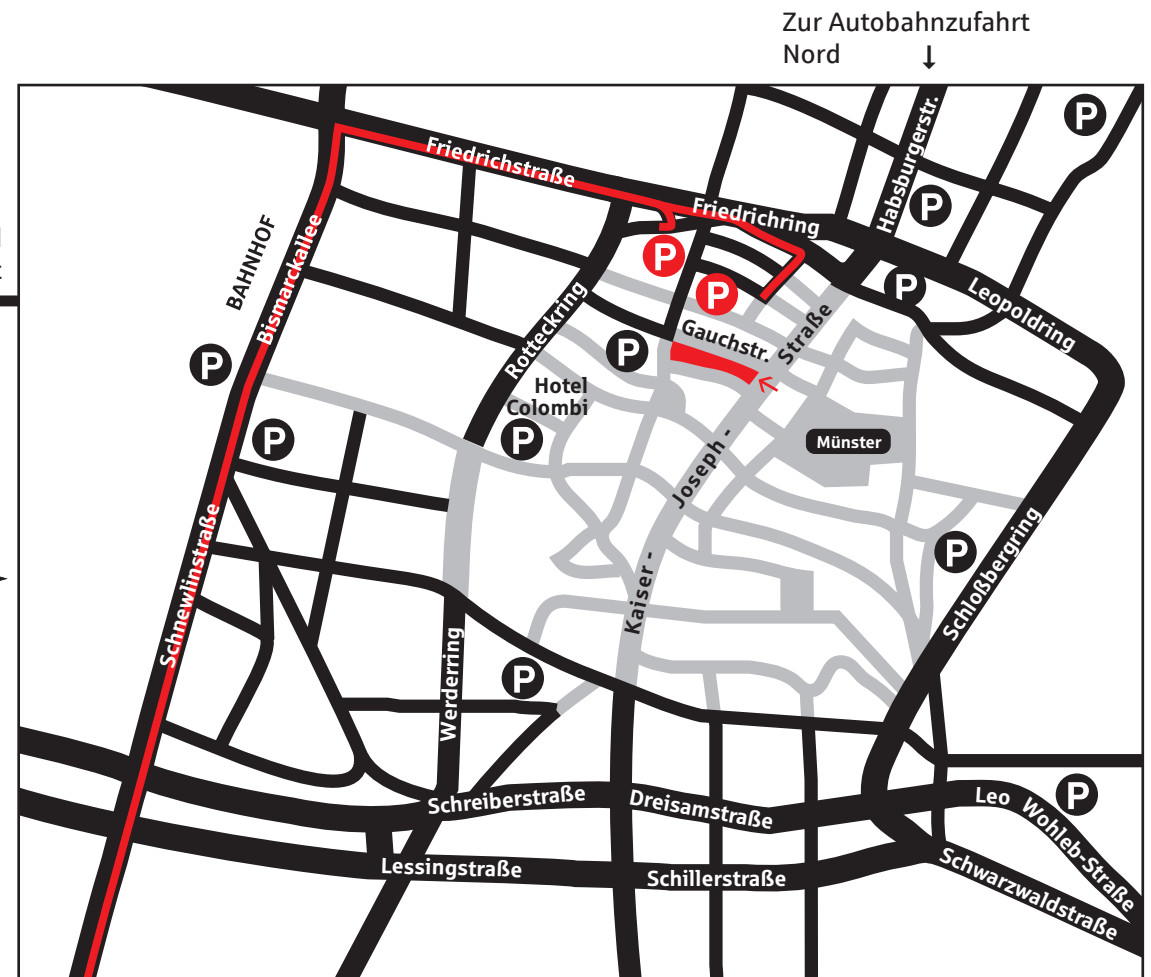 Zur Autobahnzufahrt
Nord
P
Habsburgerstr.
Friedrichstraße
P
Friedrichring
BAHNHOF
Bismarckallee
P
P
P
Leopoldring
Rotteckring
Gauchstr.
Straße
P
P
Hotel
Colombi
P
P
Münster
Joseph -
Schnewlinstraße
Kaiser -
P
Schloßbergring
Werderring
P
Schreiberstraße
Dreisamstraße
Leo
Wohleb-Straße
P
Lessingstraße
Schillerstraße
Schwarzwaldstraße